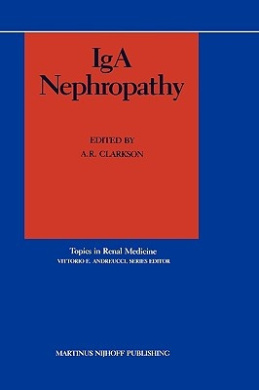 IgA
Nephropathy
EDITED BY
A.R. CLARKSON
Topics in Renal Medicine
VITTORIO E. ANDREUCCI, SERIES EDITOR
MARTINUS NIJHOFF PUBLISHING